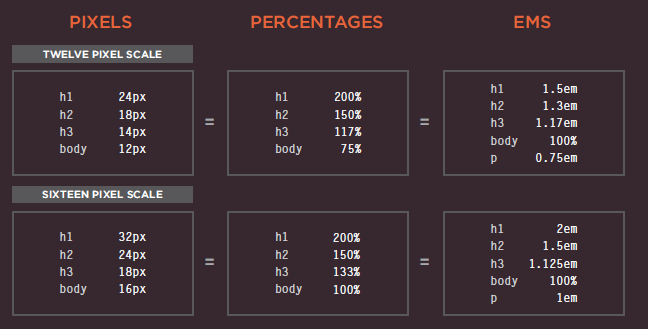 PIXELS PERCENTAGES EMS
TWELVE PIXEL SCALE
h1 24px
h2 18px
h3 14px
body 12px
=
h1 200%
h2 150%
h3 117%
body 75%
=
h1 1.5em
h2 1.3em
h3 1.17em
body 100%
p 0.75em
SIXTEEN PIXEL SCALE
h1 32px
h2 24px
h3 18px
body 16px
=
h1 200%
h2 150%
h3 133%
body 100%
=
h1 2em
h2 1.5em
h3 1.125em
body 100%
p 1em